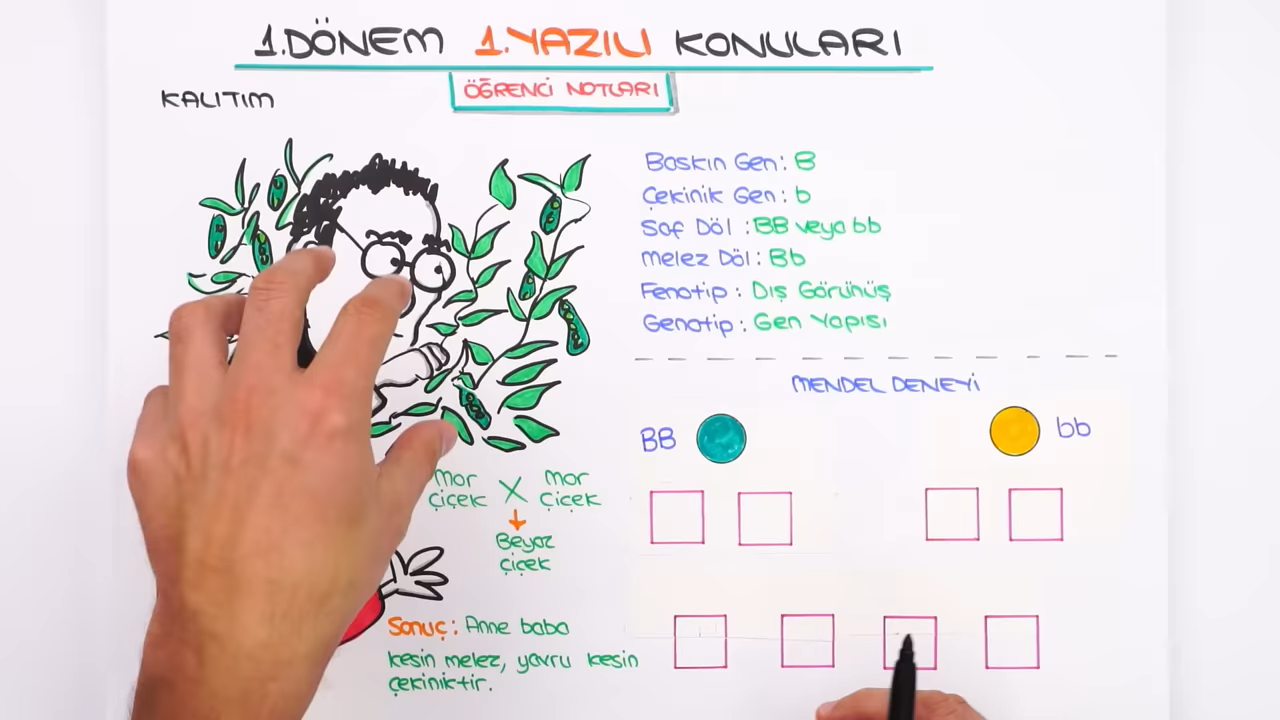 1.DÖNEM 1.YAZILI KONULARI
ÖĞRENCİ NOTLARI
KALITIM
Baskın Gen: B
Çekinik Gen: b
Saf Döl : BB veya bb
Melez Döl: Bb
Fenotip : Dış Görünüş
Genotip : Gen Yapısı
MENDEL DENEYİ
BB
bb
Mor Çiçek X Mor Çiçek
Beyaz Çiçek
Sonuç: Anne baba
kesin melez, yavru kesin
çekiniktir.